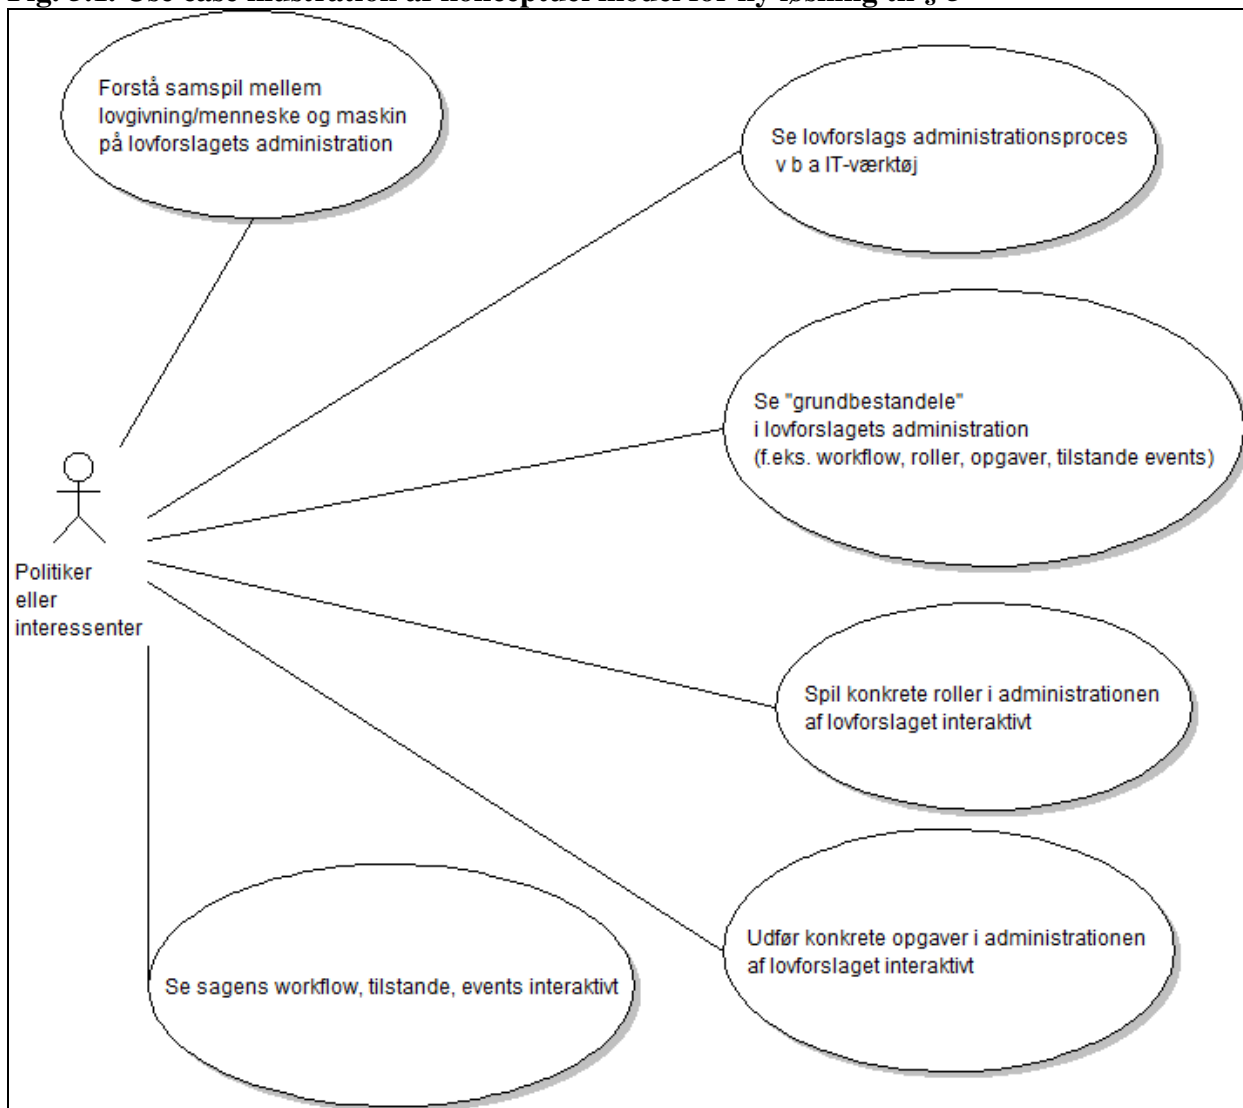 Forstå samspil mellem
lovgivning/menneske og maskin
på lovforslagets administration
Se lovforslags administrationsproces
v b a IT-værktøj
Se "grundbestandele"
i lovforslagets administration
(f.eks. workflow, roller, opgaver, tilstande events)
Politiker
eller
interessenter
Spil konkrete roller i administrationen
af lovforslaget interaktivt
Udfør konkrete opgaver i administrationen
af lovforslaget interaktivt
Se sagens workflow, tilstande, events interaktivt